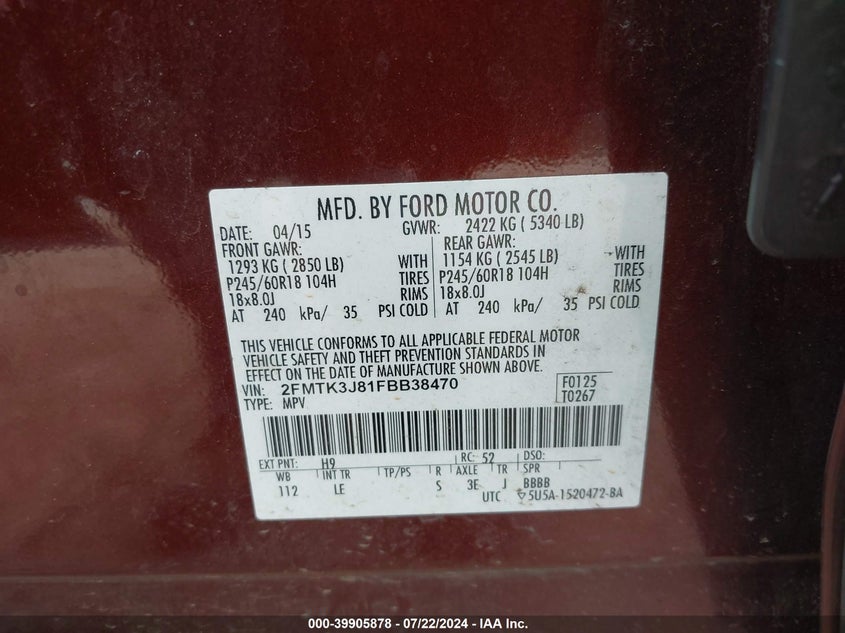 MFD. BY FORD MOTOR CO.
DATE: 04/15 GVWR: 2422 KG ( 5340 LB)
FRONT GAWR: REAR GAWR:
1293 KG ( 2850 LB) WITH 1154 KG ( 2545 LB) WITH
P245/60R18 104H TIRES P245/60R18 104H TIRES
18x8.0J RIMS 18x8.0J RIMS
AT 240 kPa/ 35 PSI COLD AT 240 kPa/ 35 PSI COLD
THIS VEHICLE CONFORMS TO ALL APPLICABLE FEDERAL MOTOR
VEHICLE SAFETY AND THEFT PREVENTION STANDARDS IN
EFFECT ON THE DATE OF MANUFACTURE SHOWN ABOVE.
VIN: 2FMTK3J81FBB38470 F0125
TYPE: MPV T0267
EXT PNT: H9 RC: 52 DSO:
WB INT TR TP/PS R AXLE TR SPR
112 LE S 3E J BBBB
UTC 5U5A-1520472-BA
000-39905878 - 07/22/2024 - IAA Inc.